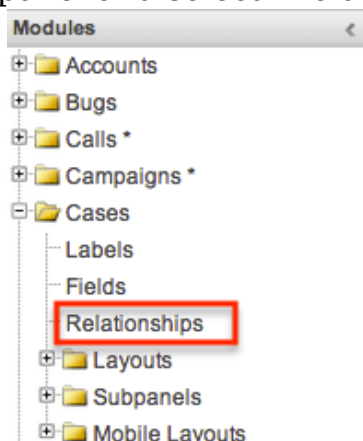 Modules
Accounts
Bugs
Calls *
Campaigns *
Cases
Labels
Fields
Relationships
Layouts
Subpanels
Mobile Layouts